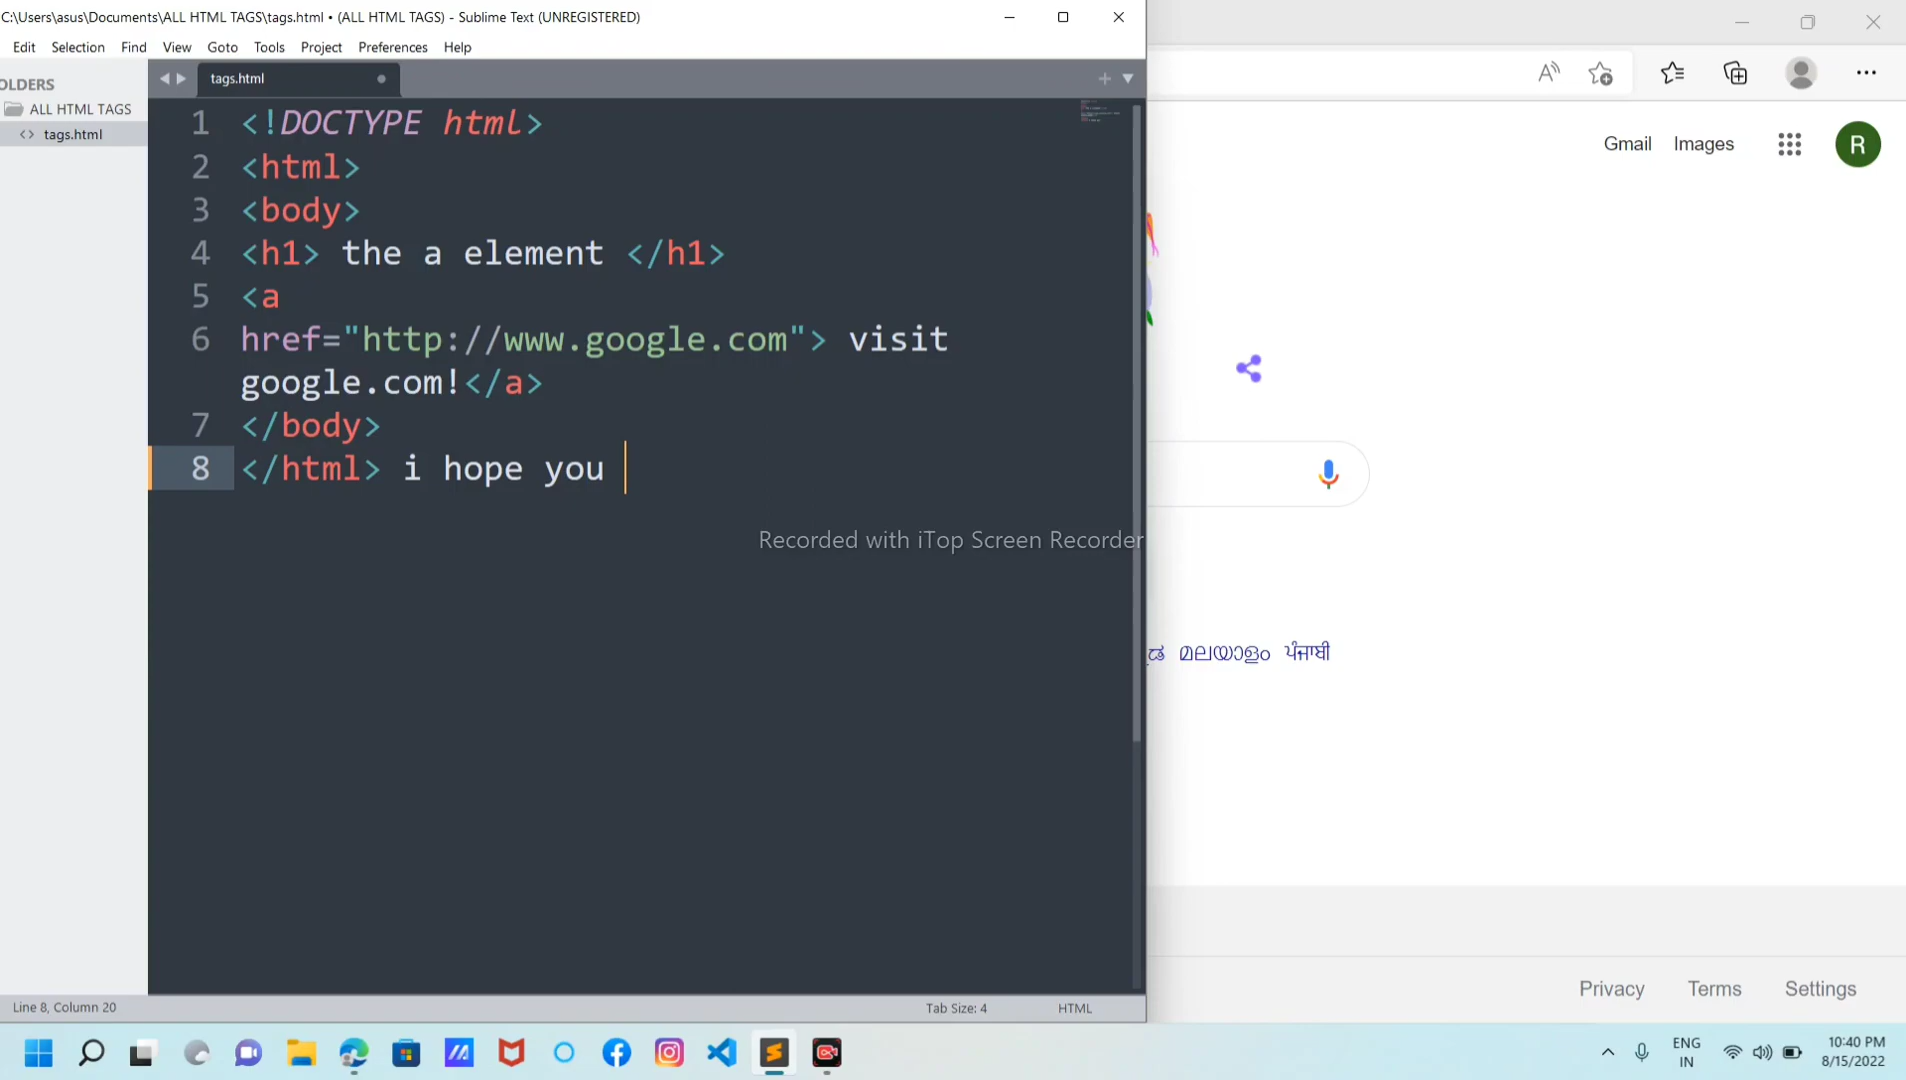 C:\Users\asus\Documents\ALL HTML TAGS\tags.html • (ALL HTML TAGS) - Sublime Text (UNREGISTERED)
Edit Selection Find View Goto Tools Project Preferences Help
OLDERS
ALL HTML TAGS
<> tags.html
tags.html
1 <!DOCTYPE html>
2 <html>
3 <body>
4 <h1> the a element </h1>
5 <a
6 href="http://www.google.com"> visit
google.com!</a>
7 </body>
8 </html> i hope you
Recorded with iTop Screen Recorder
Line 8, Column 20
Tab Size: 4
HTML
Gmail Images
R
മലയാളം ਪੰਜਾਬੀ
Privacy Terms Settings
ENG
IN
10:40 PM
8/15/2022